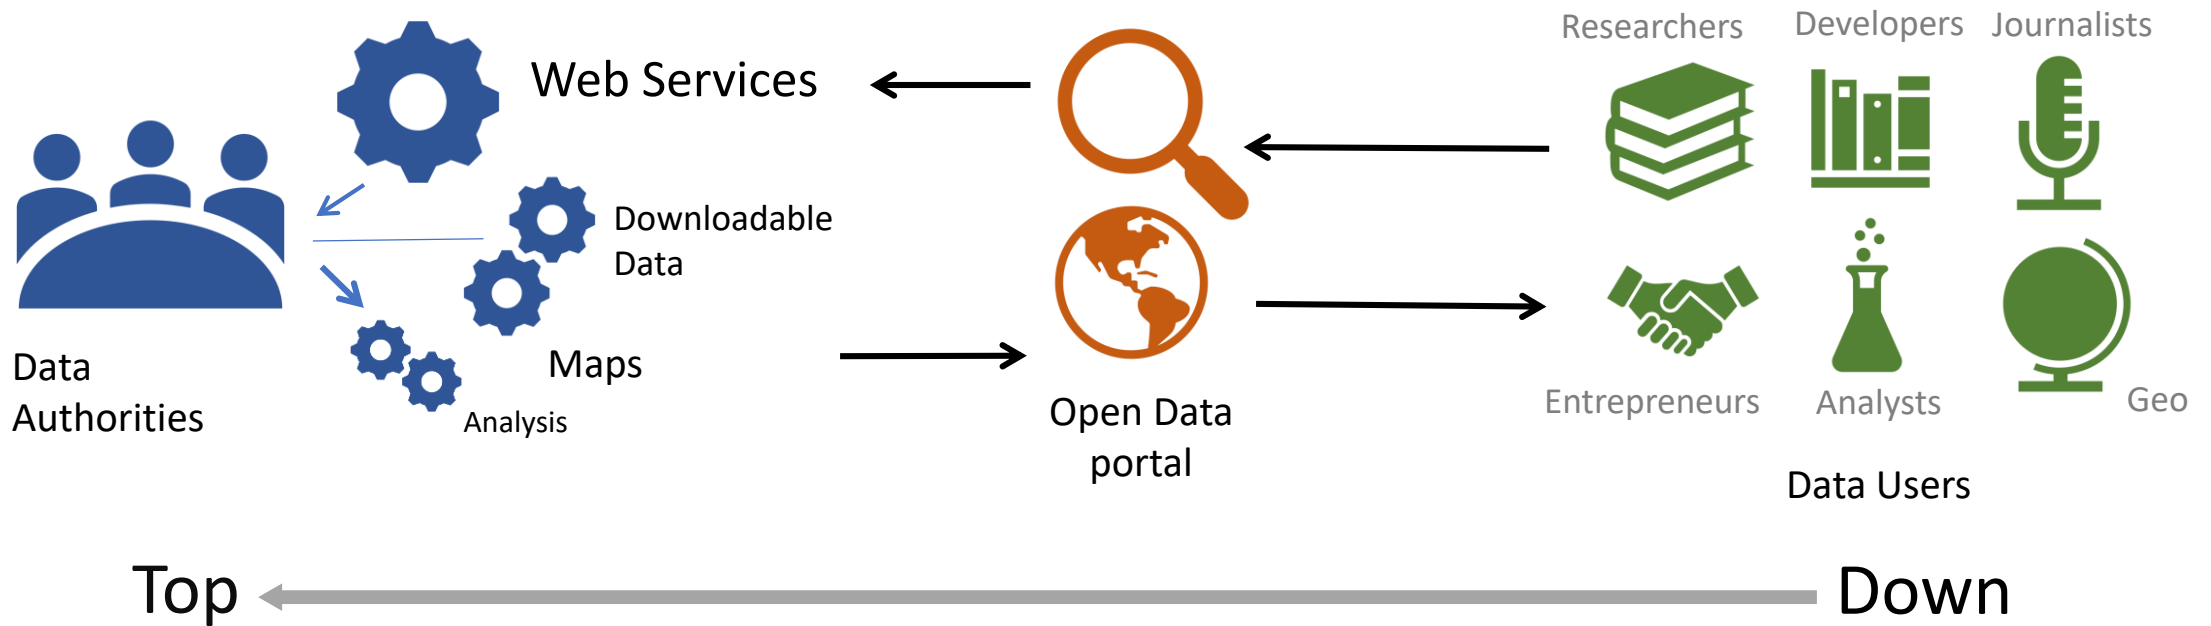 Researchers
Developers
Journalists
Web Services
Downloadable
Data
Data
Authorities
Maps
Analysis
Open Data
portal
Entrepreneurs
Analysts
Geo
Data Users
Top
Down